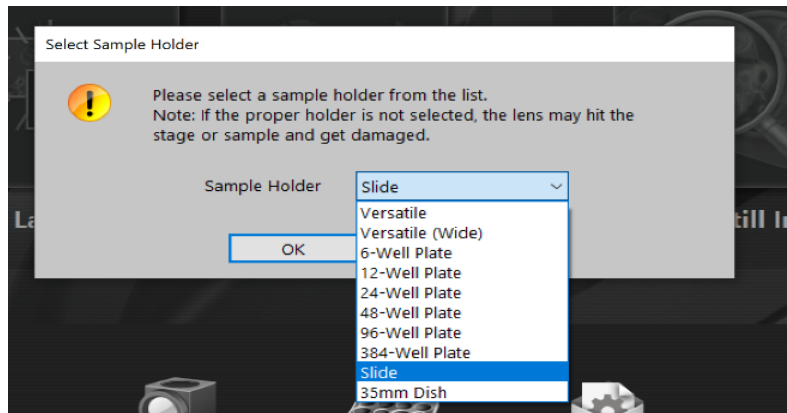 Select Sample Holder
Please select a sample holder from the list.
Note: If the proper holder is not selected, the lens may hit the
stage or sample and get damaged.
Sample Holder
Slide
Versatile
Versatile (Wide)
6-Well Plate
OK
12-Well Plate
24-Well Plate
48-Well Plate
96-Well Plate
384-Well Plate
Slide
35mm Dish